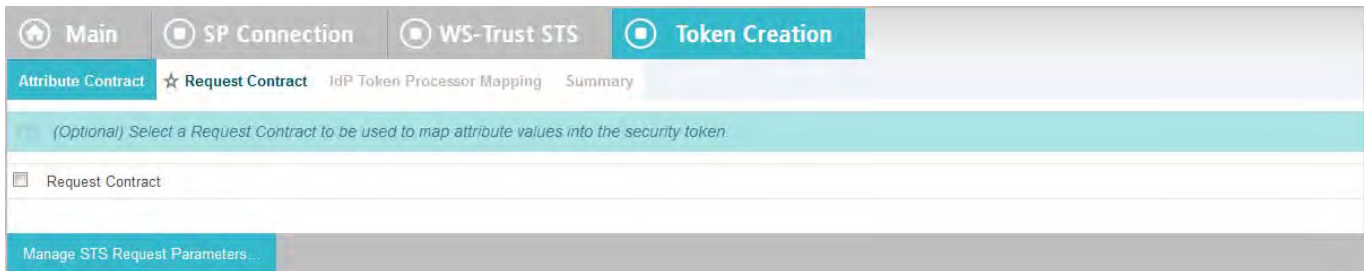 Main SP Connection WS-Trust STS Token Creation
Attribute Contract Request Contract IdP Token Processor Mapping Summary
(Optional) Select a Request Contract to be used to map attribute values into the security token.
Request Contract
Manage STS Request Parameters...